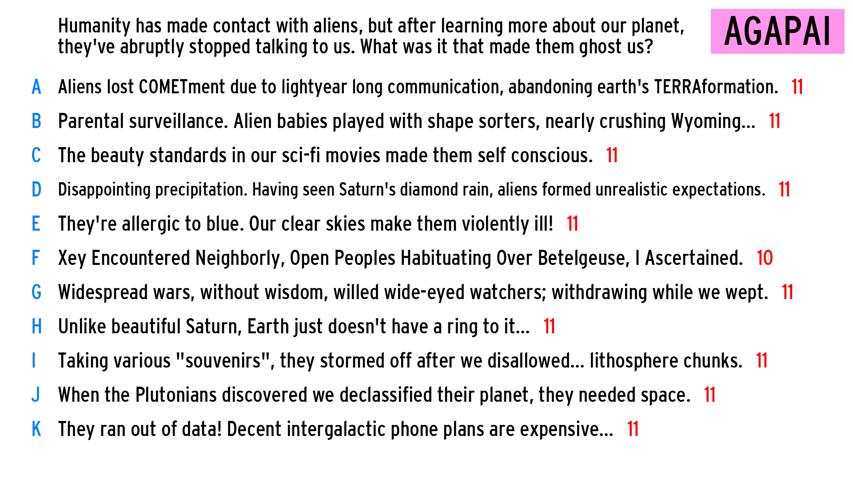 Humanity has made contact with aliens, but after learning more about our planet,
they've abruptly stopped talking to us. What was it that made them ghost us?
AGAPAI
A Aliens lost COMETment due to lightyear long communication, abandoning earth's TERRAformation. 11
B Parental surveillance. Alien babies played with shape sorters, nearly crushing Wyoming... 11
C The beauty standards in our sci-fi movies made them self conscious. 11
D Disappointing precipitation. Having seen Saturn's diamond rain, aliens formed unrealistic expectations. 11
E They're allergic to blue. Our clear skies make them violently ill! 11
F Xey Encountered Neighborly, Open Peoples Habituating Over Betelgeuse, I Ascertained. 10
G Widespread wars, without wisdom, willed wide-eyed watchers; withdrawing while we wept. 11
H Unlike beautiful Saturn, Earth just doesn't have a ring to it... 11
I Taking various "souvenirs", they stormed off after we disallowed... lithosphere chunks. 11
J When the Plutonians discovered we declassified their planet, they needed space. 11
K They ran out of data! Decent intergalactic phone plans are expensive... 11